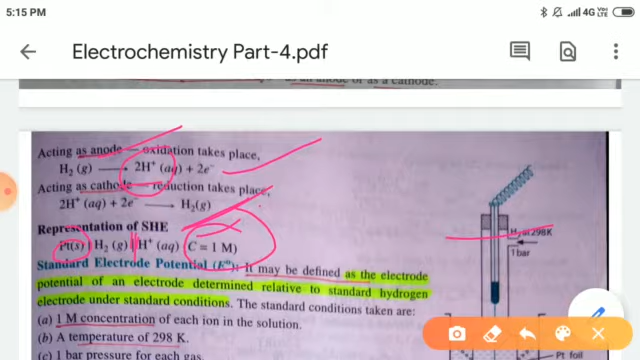 5:15 PM
4G VoLTE
Electrochemistry Part-4.pdf
as an anode or as a cathode.
Acting as anode — oxidation takes place,
H₂ (g) ⟶ 2H⁺ (aq) + 2e⁻
Acting as cathode — reduction takes place,
2H⁺ (aq) + 2e⁻ ⟶ H₂(g)
Representation of SHE
Pt(s) H₂ (g) H⁺ (aq) (C = 1 M)
Standard Electrode Potential (E°): It may be defined as the electrode
potential of an electrode determined relative to standard hydrogen
electrode under standard conditions. The standard conditions taken are:
(a) 1 M concentration of each ion in the solution.
(b) A temperature of 298 K.
(c) 1 bar pressure for each gas.
H₂ at 298K
1 bar
Pt foil